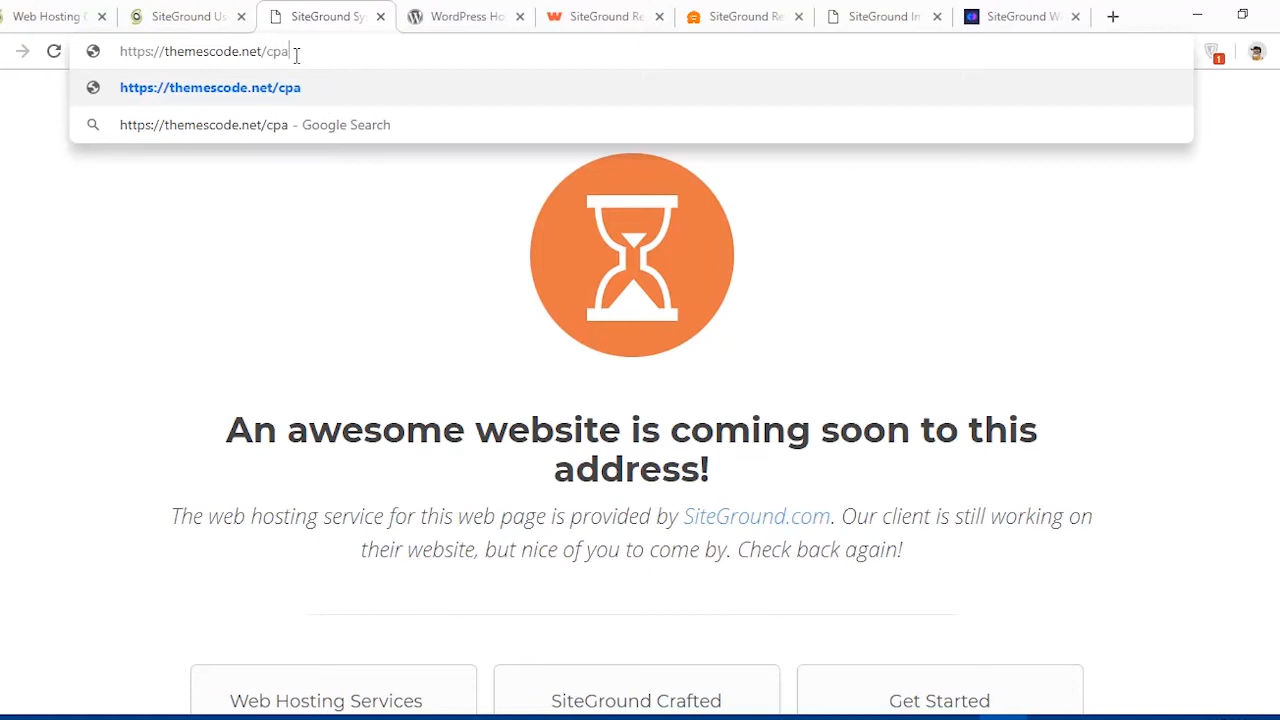 Web Hosting
SiteGround Us
SiteGround Sy
WordPress Ho
SiteGround Re
SiteGround Re
SiteGround In
SiteGround W
https://themescode.net/cpa
1
https://themescode.net/cpa
https://themescode.net/cpa - Google Search
An awesome website is coming soon to this
address!
The web hosting service for this web page is provided by SiteGround.com. Our client is still working on
their website, but nice of you to come by. Check back again!
Web Hosting Services
SiteGround Crafted
Get Started